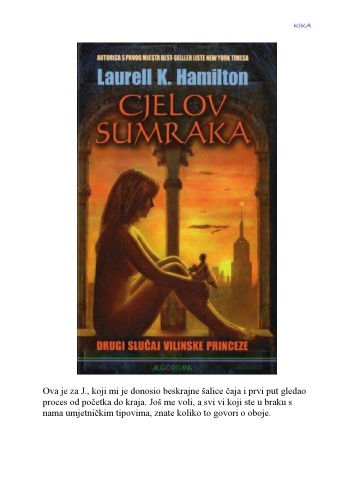 KIKA
AUTORICA S PRVOG MJESTA BEST-SELLER LISTE NEW YORK TIMESA
Laurell K. Hamilton
CJELOV
SUMRAKA
DRUGI SLUČAJ VILINSKE PRINCEZE
ALGORITAM
Ova je za J., koji mi je donosio beskrajne šalice čaja i prvi put gledao
proces od početka do kraja. Još me voli, a svi vi koji ste u braku s
nama umjetničkim tipovima, znate koliko to govori o oboje.